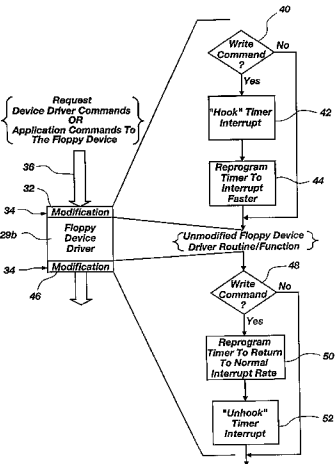 40
Write
Command
?
No
Yes
Request
Device Driver Commands
OR
Application Commands To
The Floppy Device
"Hook" Timer
Interrupt
42
36
Reprogram
Timer To
Interrupt
Faster
44
32
34
Modification
29b
Floppy
Device
Driver
Unmodified Floppy Device
Driver Routine/Function
34
Modification
46
48
Write
Command
?
No
Yes
Reprogram
Timer To Return
To Normal
Interrupt Rate
50
"Unhook"
Timer
Interrupt
52